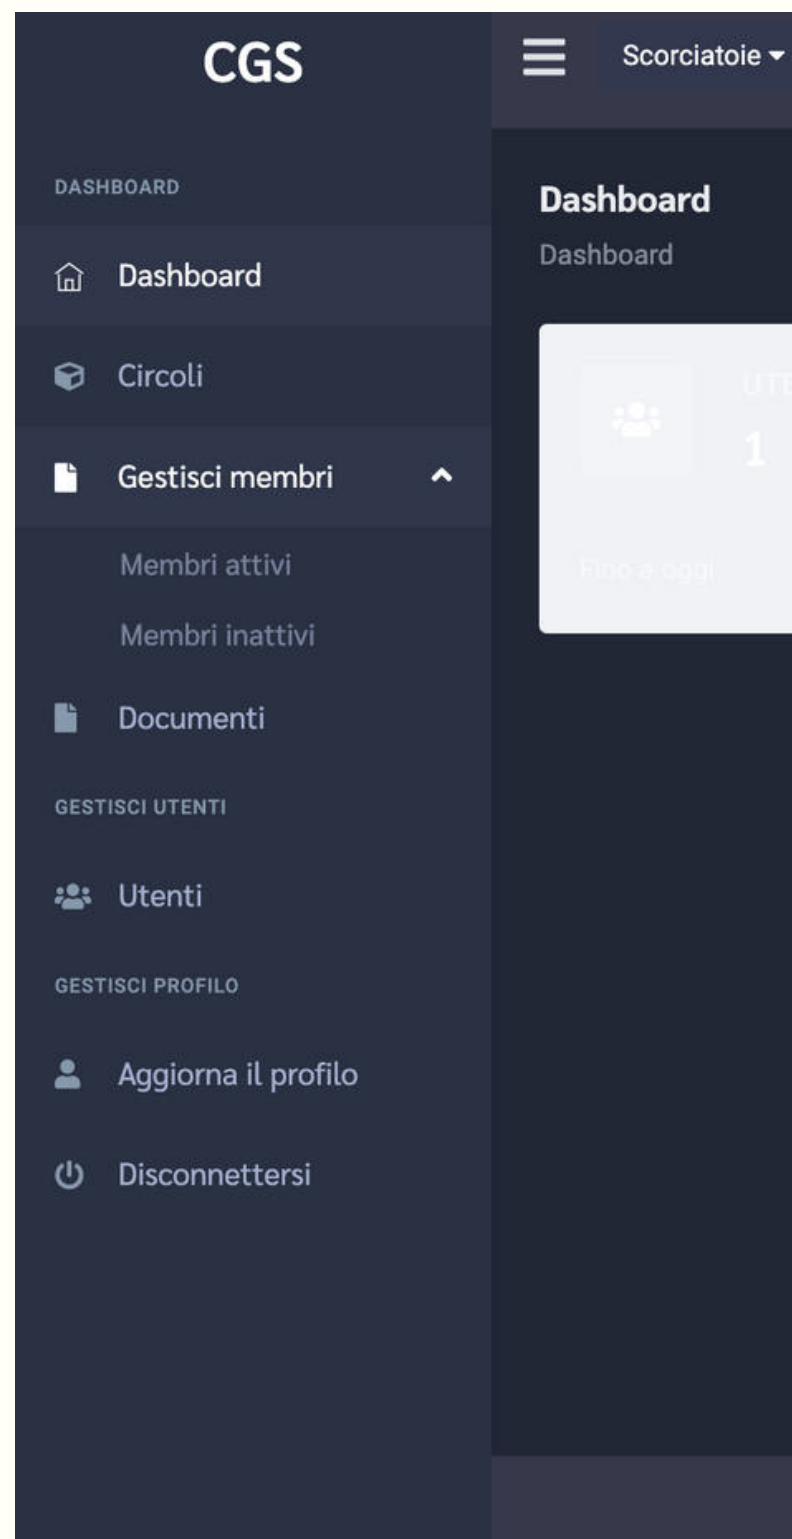 CGS
Scorciatoie
DASHBOARD
Dashboard
Circoli
Gestisci membri
Membri attivi
Membri inattivi
Documenti
GESTISCI UTENTI
Utenti
GESTISCI PROFILO
Aggiorna il profilo
Disconnettersi
Dashboard
Dashboard
1
Fino a oggi